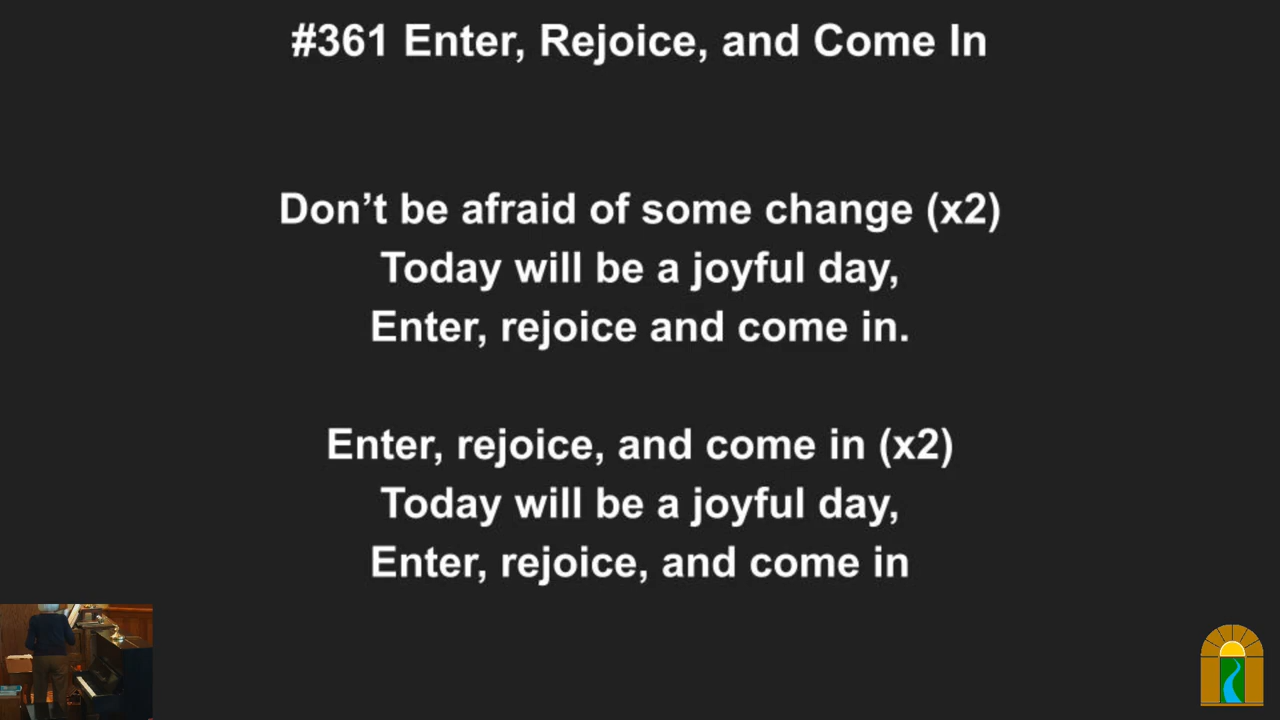 #361 Enter, Rejoice, and Come In
Don’t be afraid of some change (x2)
Today will be a joyful day,
Enter, rejoice and come in.
Enter, rejoice, and come in (x2)
Today will be a joyful day,
Enter, rejoice, and come in